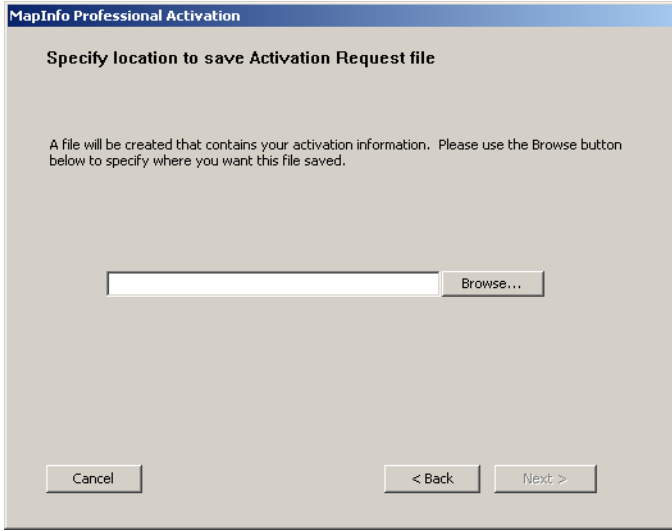 MapInfo Professional Activation
Specify location to save Activation Request file
A file will be created that contains your activation information.  Please use the Browse button
below to specify where you want this file saved.
Browse...
Cancel
< Back
Next >